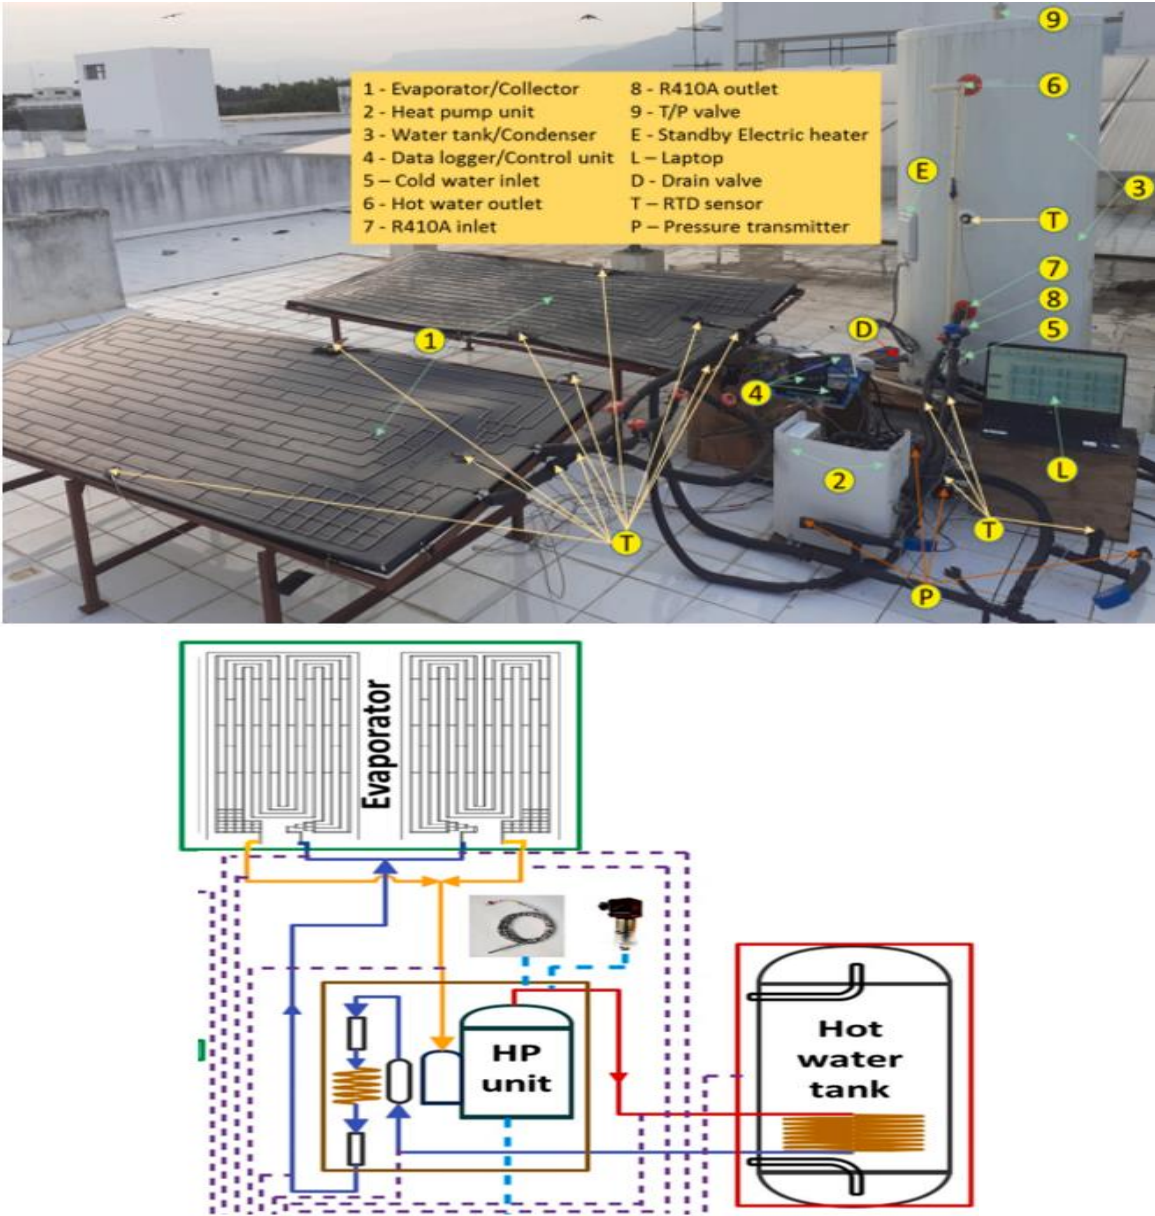 1 - Evaporator/Collector
2 - Heat pump unit
3 - Water tank/Condenser
4 - Data logger/Control unit
5 – Cold water inlet
6 - Hot water outlet
7 - R410A inlet
8 - R410A outlet
9 - T/P valve
E - Standby Electric heater
L – Laptop
D - Drain valve
T – RTD sensor
P – Pressure transmitter
9
6
E
3
T
7
8
D
5
1
4
2
L
T
T
P
Evaporator
HP
unit
Hot
water
tank